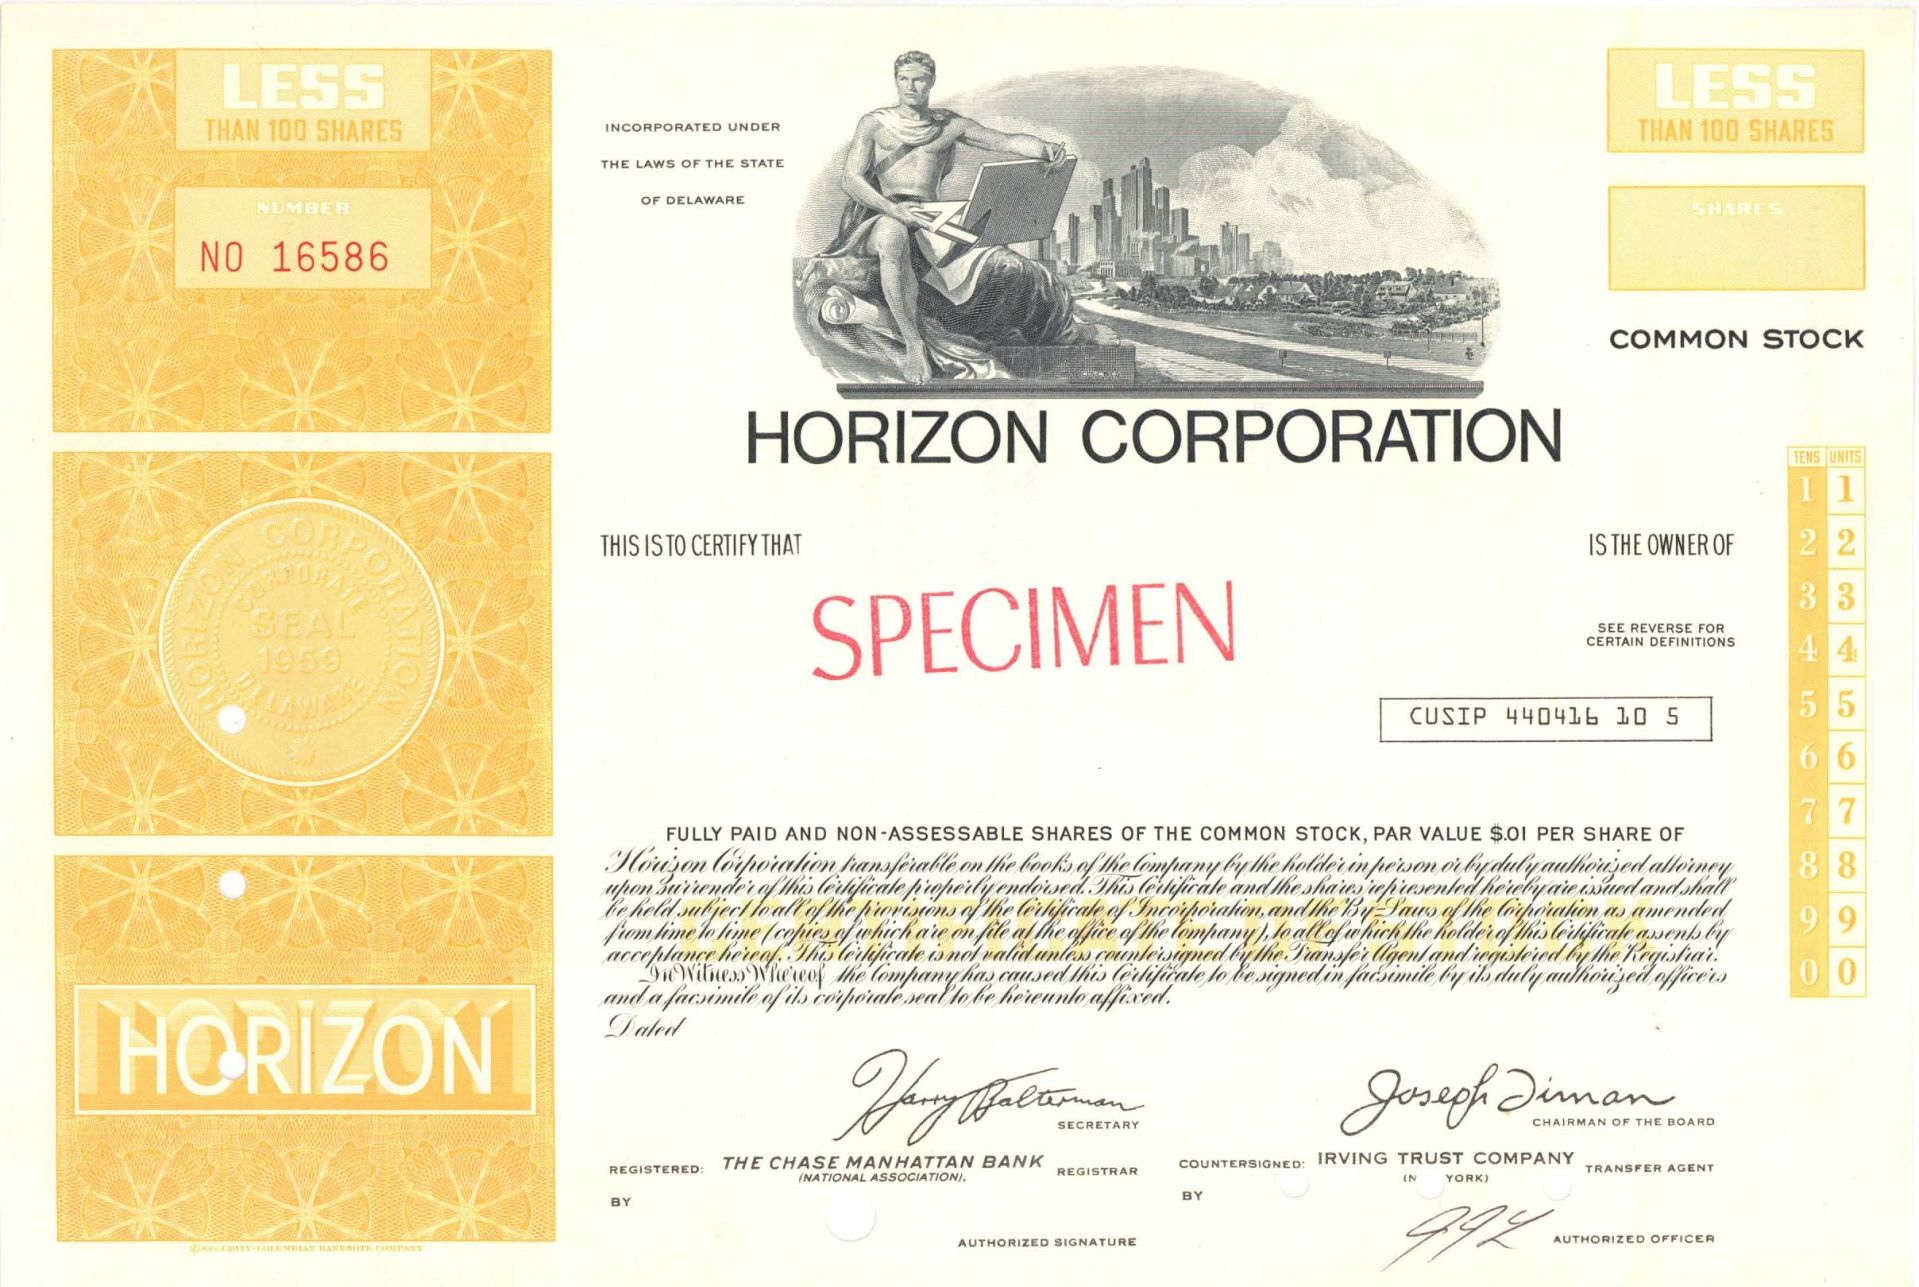 LESS
THAN 100 SHARES
NUMBER
NO 16586
INCORPORATED UNDER
THE LAWS OF THE STATE
OF DELAWARE
LESS
THAN 100 SHARES
SHARES
COMMON STOCK
HORIZON CORPORATION
TENS UNITS
1 1
2 2
3 3
4 4
5 5
6 6
7 7
8 8
9 9
0 0
THIS IS TO CERTIFY THAT
IS THE OWNER OF
SPECIMEN
SEE REVERSE FOR
CERTAIN DEFINITIONS
CUSIP 440416 10 5
HORIZON CORPORATION
CORPORATE
SEAL
1959
DELAWARE
FULLY PAID AND NON-ASSESSABLE SHARES OF THE COMMON STOCK, PAR VALUE $.01 PER SHARE OF
Horizon Corporation transferable on the books of the Company by the holder in person or by duly authorized attorney
upon surrender of this Certificate properly endorsed. This Certificate and the shares represented hereby are issued and shall
be held subject to all of the provisions of the Certificate of Incorporation, and the By-Laws of the Corporation as amended
from time to time (copies of which are on file at the office of the Company), to all of which the holder of this Certificate assents by
acceptance hereof. This Certificate is not valid unless countersigned by the Transfer Agent and registered by the Registrar.
In Witness Whereof the Company has caused this Certificate to be signed in facsimile by its duly authorized officers
and a facsimile of its corporate seal to be hereunto affixed.
Dated
HORIZON
Harry Balterman
SECRETARY
Joseph Timan
CHAIRMAN OF THE BOARD
REGISTERED: THE CHASE MANHATTAN BANK REGISTRAR
(NATIONAL ASSOCIATION),
BY
AUTHORIZED SIGNATURE
COUNTERSIGNED: IRVING TRUST COMPANY TRANSFER AGENT
(N YORK)
BY
AUTHORIZED OFFICER
© SECURITY-COLUMBIAN BANKNOTE COMPANY